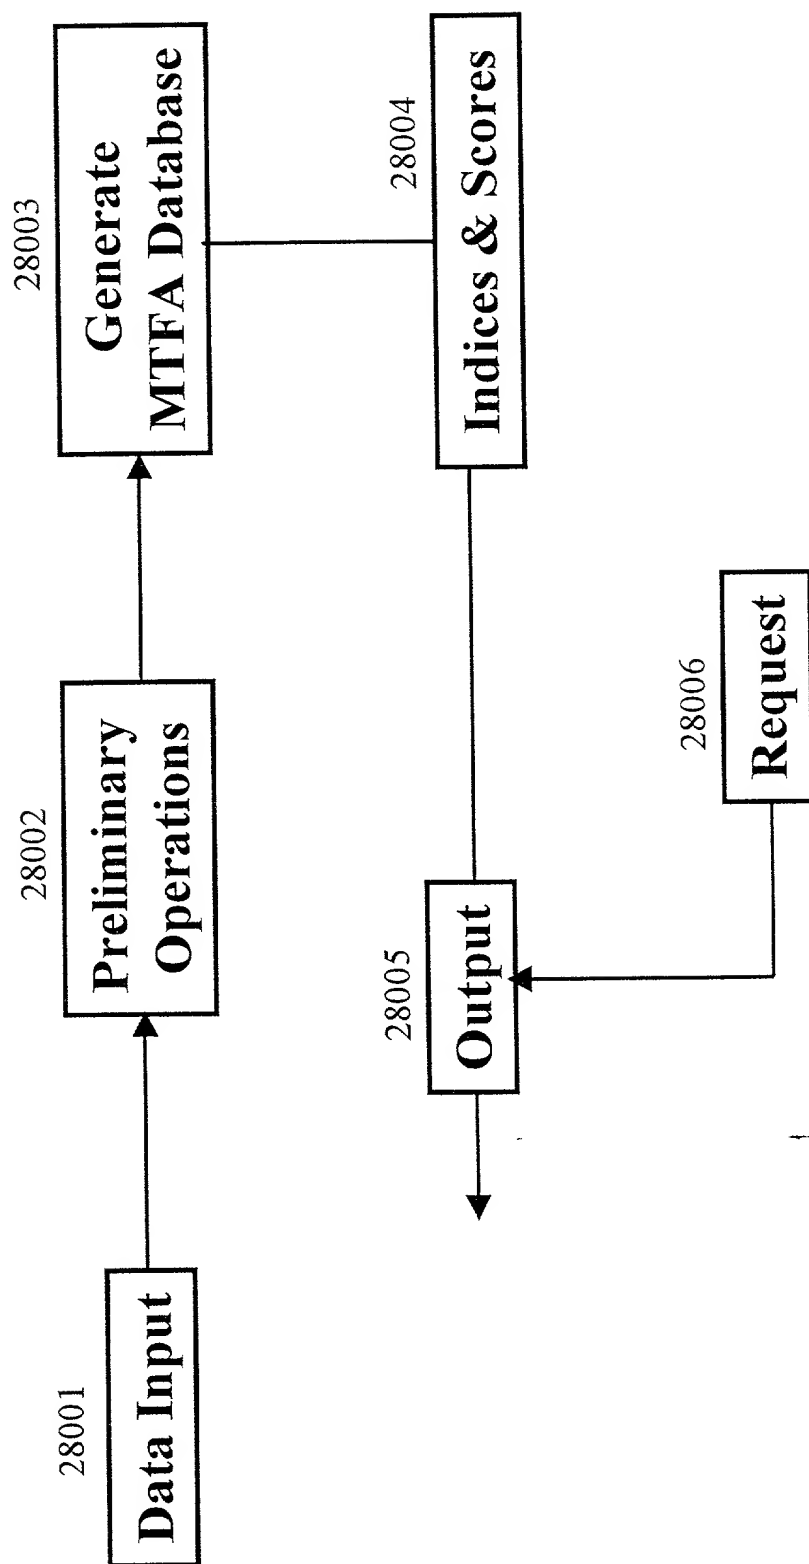 28001
Data Input
28002
Preliminary
Operations
28003
Generate
MTFA Database
28004
Indices & Scores
28005
Output
28006
Request